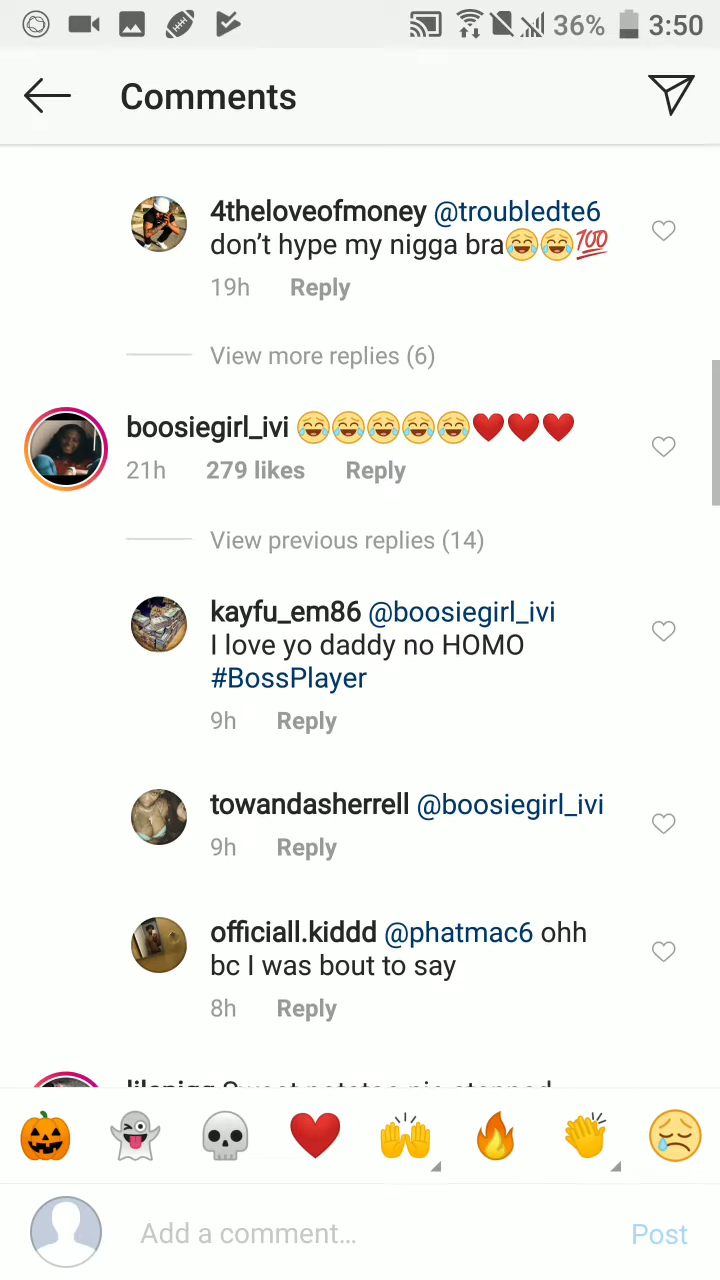 36% 3:50
Comments
4theloveofmoney @troubledte6
don't hype my nigga bra😂😂💯
19h Reply
View more replies (6)
boosiegirl_ivi 😂😂😂😂😂❤️❤️❤️
21h 279 likes Reply
View previous replies (14)
kayfu_em86 @boosiegirl_ivi
I love yo daddy no HOMO
#BossPlayer
9h Reply
towandasherrell @boosiegirl_ivi
9h Reply
officiall.kiddd @phatmac6 ohh
bc I was bout to say
8h Reply
Add a comment... Post